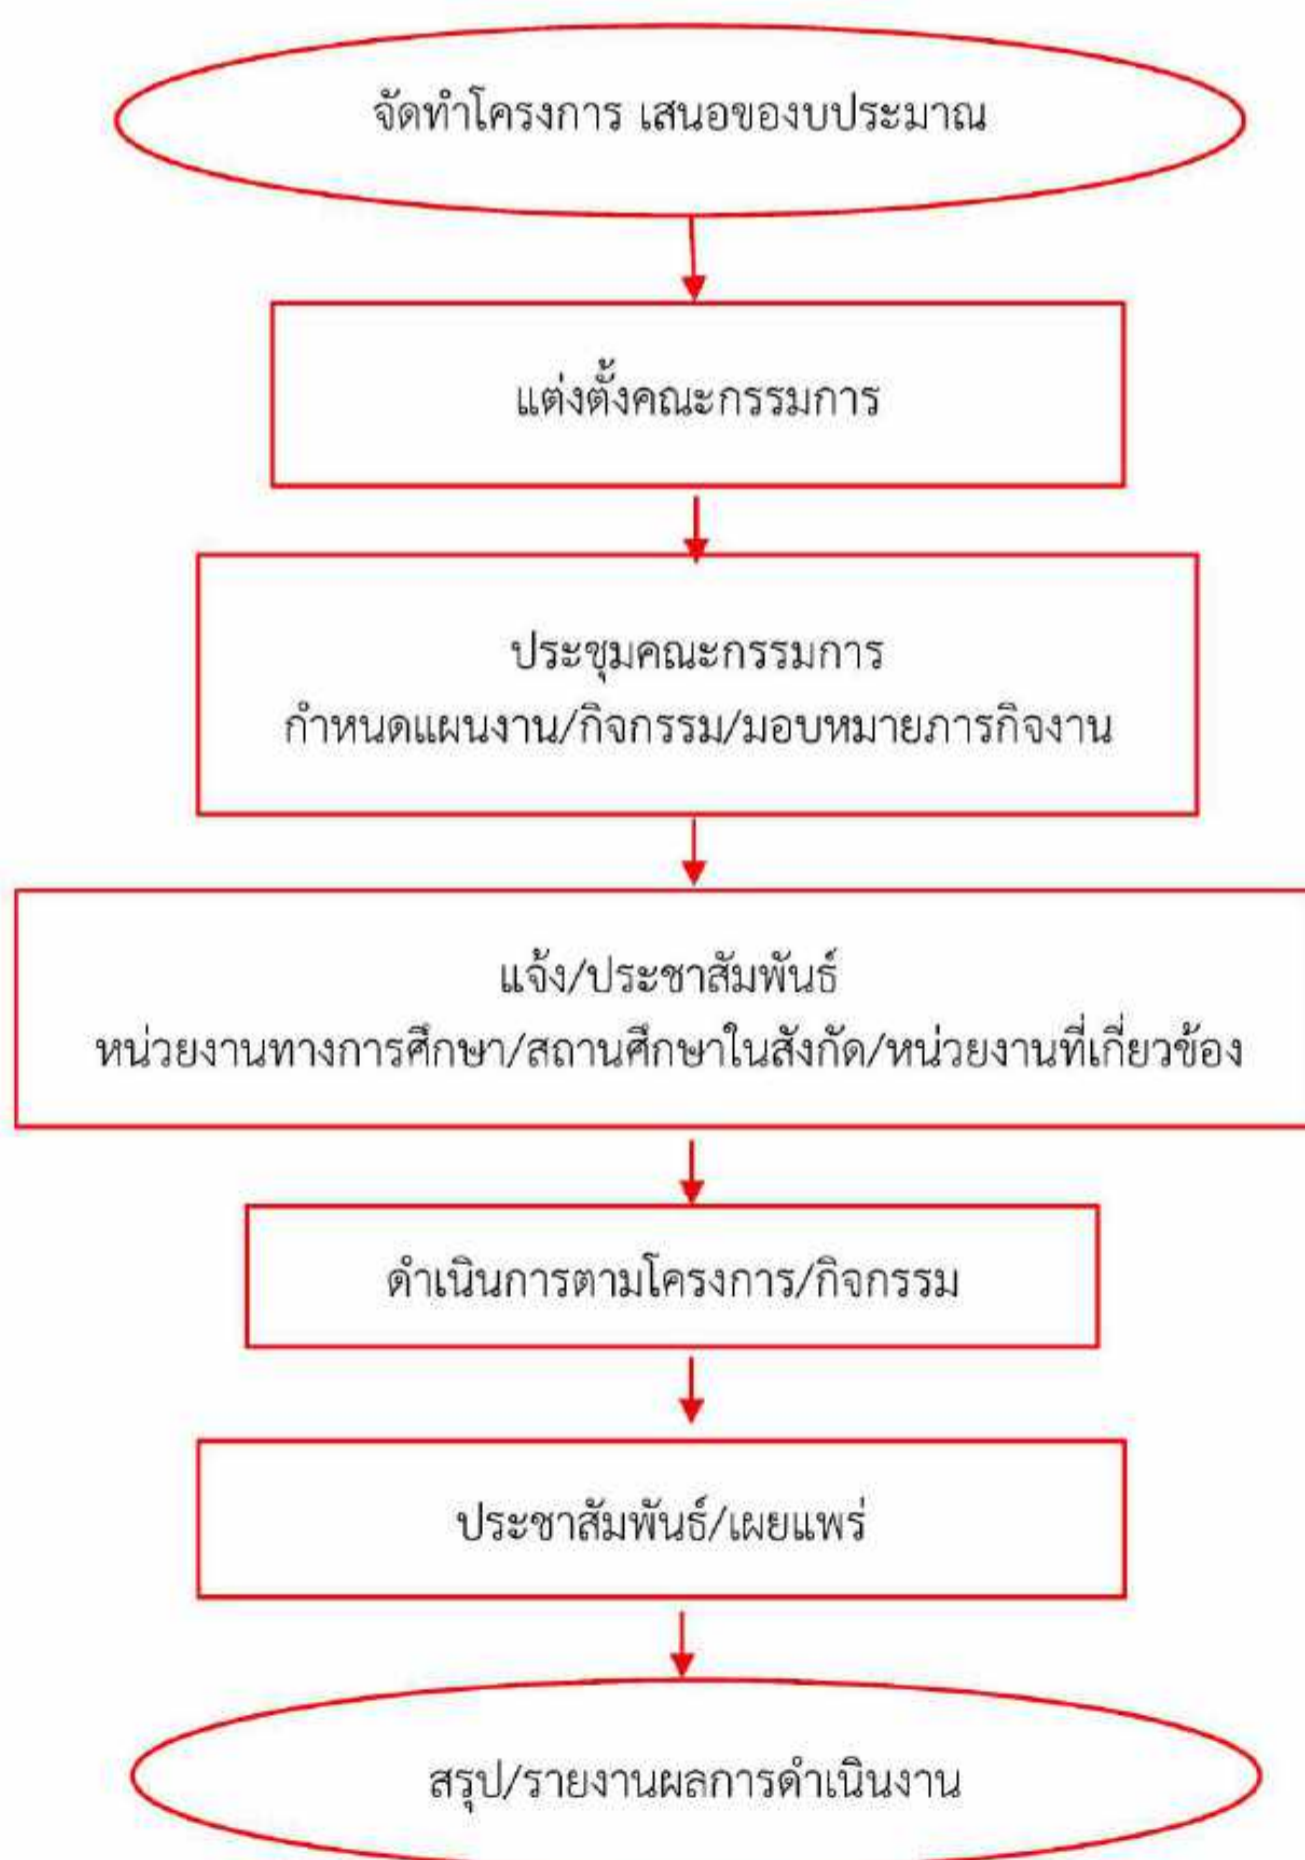 จัดทำโครงการ เสนอของบประมาณ
แต่งตั้งคณะกรรมการ
ประชุมคณะกรรมการ
กำหนดแผนงาน/กิจกรรม/มอบหมายภารกิจงาน
แจ้ง/ประชาสัมพันธ์
หน่วยงานทางการศึกษา/สถานศึกษาในสังกัด/หน่วยงานที่เกี่ยวข้อง
ดำเนินการตามโครงการ/กิจกรรม
ประชาสัมพันธ์/เผยแพร่
สรุป/รายงานผลการดำเนินงาน